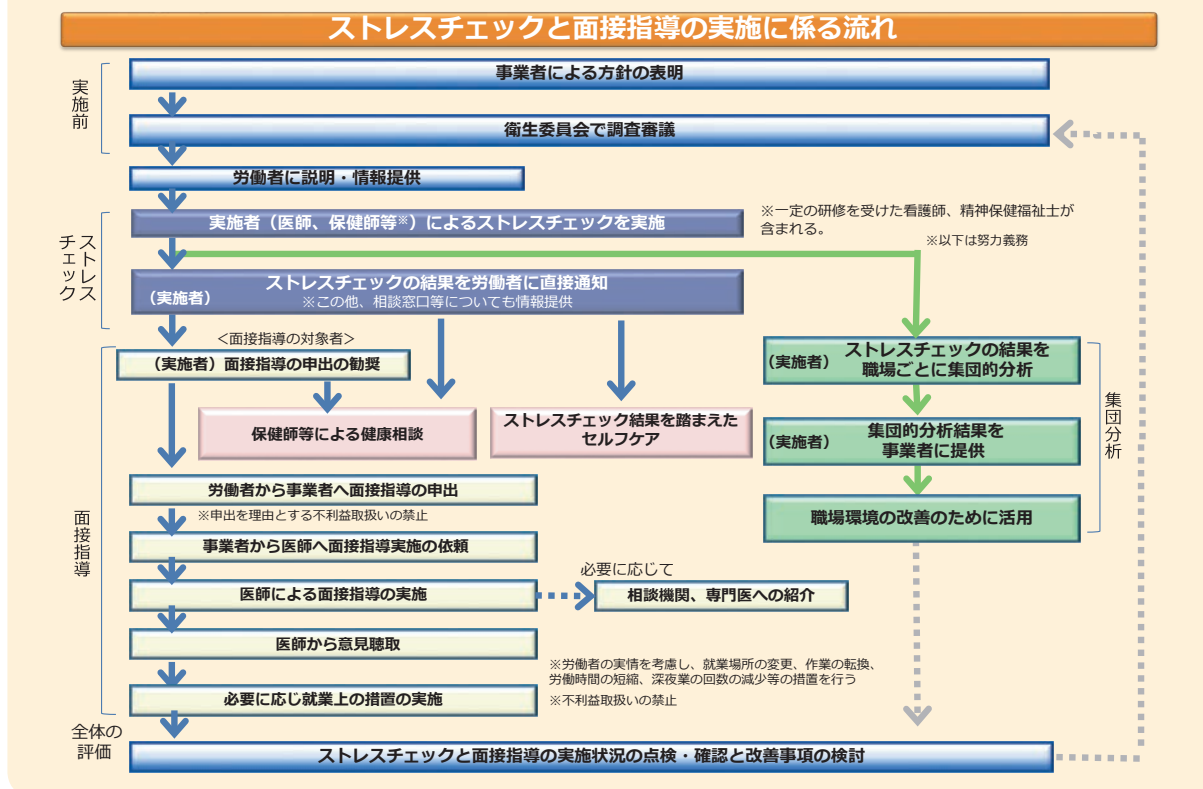 ストレスチェックと面接指導の実施に係る流れ
実施前
事業者による方針の表明
衛生委員会で調査審議
労働者に説明・情報提供
ストレス
チェック
実施者（医師、保健師等※）によるストレスチェックを実施
※一定の研修を受けた看護師、精神保健福祉士が
含まれる。
※以下は努力義務
ストレスチェックの結果を労働者に直接通知
（実施者）
※この他、相談窓口等についても情報提供
面接指導
＜面接指導の対象者＞
（実施者）面接指導の申出の勧奨
保健師等による健康相談
ストレスチェック結果を踏まえた
セルフケア
労働者から事業者へ面接指導の申出
※申出を理由とする不利益取扱いの禁止
事業者から医師へ面接指導実施の依頼
医師による面接指導の実施
必要に応じて
相談機関、専門医への紹介
医師から意見聴取
※労働者の実情を考慮し、就業場所の変更、作業の転換、
労働時間の短縮、深夜業の回数の減少等の措置を行う
※不利益取扱いの禁止
必要に応じ就業上の措置の実施
集団分析
（実施者）
ストレスチェックの結果を
職場ごとに集団的分析
（実施者）
集団的分析結果を
事業者に提供
職場環境の改善のために活用
全体の
評価
ストレスチェックと面接指導の実施状況の点検・確認と改善事項の検討